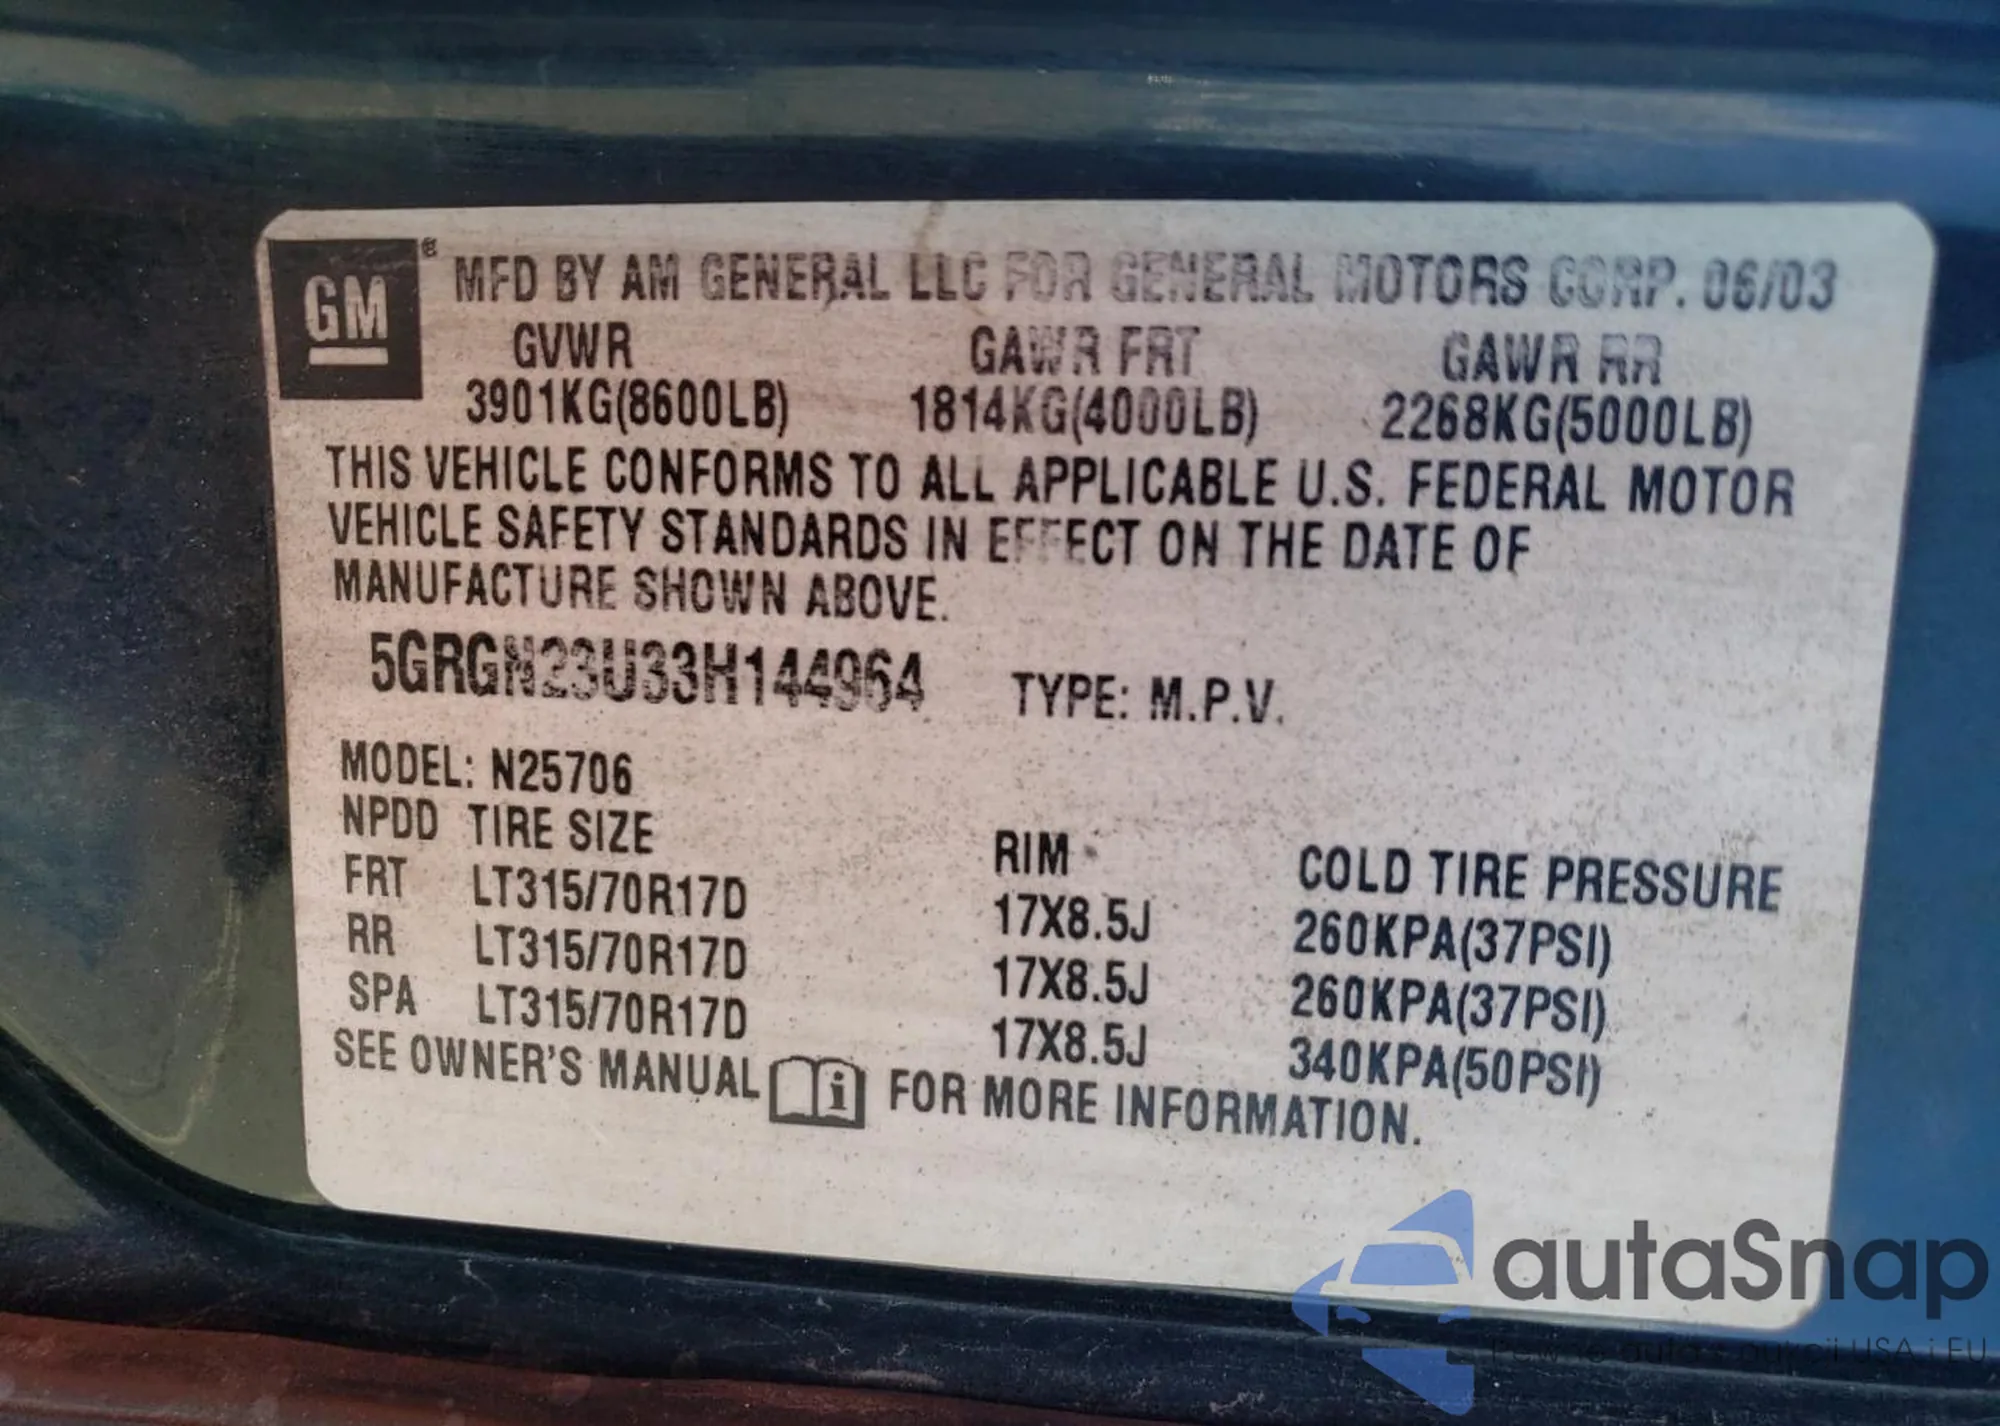 GM ® MFD BY AM GENERAL LLC FOR GENERAL MOTORS CORP. 06/03
GVWR GAWR FRT GAWR RR
3901KG(8600LB) 1814KG(4000LB) 2268KG(5000LB)
THIS VEHICLE CONFORMS TO ALL APPLICABLE U.S. FEDERAL MOTOR
VEHICLE SAFETY STANDARDS IN EFFECT ON THE DATE OF
MANUFACTURE SHOWN ABOVE.
5GRGN23U33H144964 TYPE: M.P.V.
MODEL: N25706
NPDD TIRE SIZE RIM COLD TIRE PRESSURE
FRT LT315/70R17D 17X8.5J 260KPA(37PSI)
RR LT315/70R17D 17X8.5J 260KPA(37PSI)
SPA LT315/70R17D 17X8.5J 340KPA(50PSI)
SEE OWNER'S MANUAL i FOR MORE INFORMATION.
autaSnap
Pewne auta s USA i EU